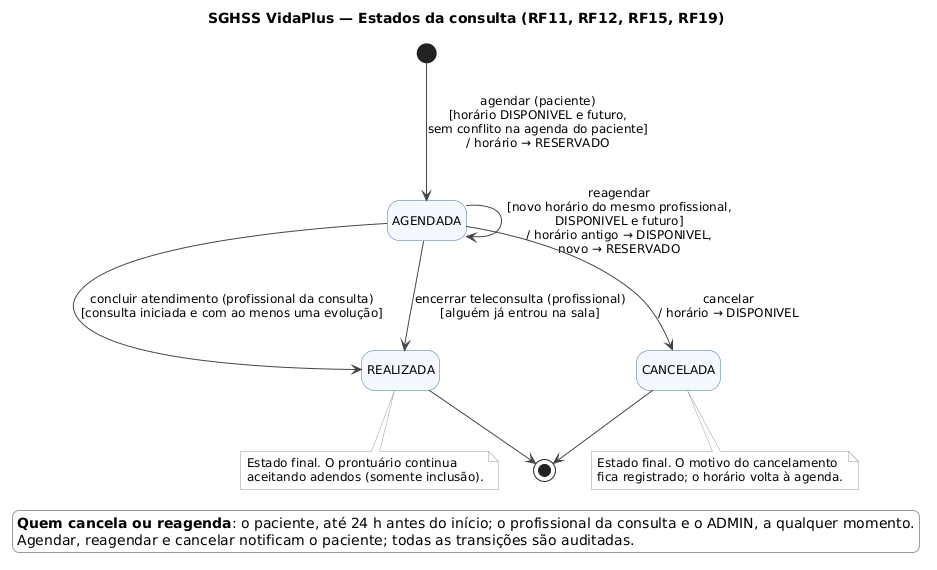 SGHSS VidaPlus — Estados da consulta (RF11, RF12, RF15, RF19)
agendar (paciente)
[horário DISPONIVEL e futuro,
sem conflito na agenda do paciente]
/ horário → RESERVADO
reagendar
[novo horário do mesmo profissional,
DISPONIVEL e futuro]
/ horário antigo → DISPONIVEL,
novo → RESERVADO
AGENDADA
concluir atendimento (profissional da consulta)
[consulta iniciada e com ao menos uma evolução]
encerrar teleconsulta (profissional)
[alguém já entrou na sala]
cancelar
/ horário → DISPONIVEL
REALIZADA
CANCELADA
Estado final. O prontuário continua
aceitando adendos (somente inclusão).
Estado final. O motivo do cancelamento
fica registrado; o horário volta à agenda.
Quem cancela ou reagenda: o paciente, até 24 h antes do início; o profissional da consulta e o ADMIN, a qualquer momento.
Agendar, reagendar e cancelar notificam o paciente; todas as transições são auditadas.